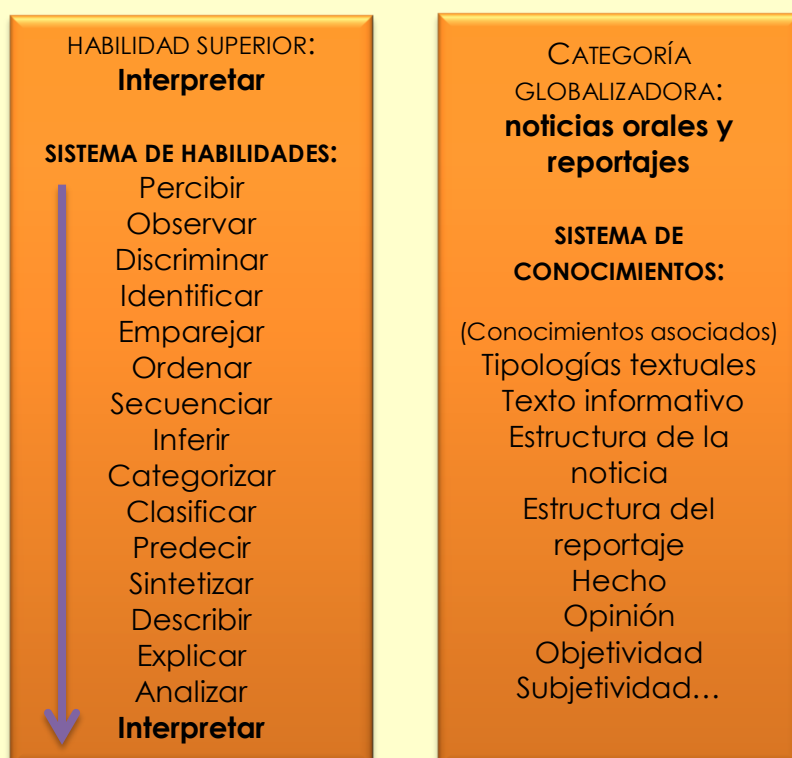 HABILIDAD SUPERIOR:
Interpretar
SISTEMA DE HABILIDADES:
Percibir
Observar
Discriminar
Identificar
Emparejar
Ordenar
Secuenciar
Inferir
Categorizar
Clasificar
Predecir
Sintetizar
Describir
Explicar
Analizar
Interpretar
CATEGORÍA
GLOBALIZADORA:
noticias orales y
reportajes
SISTEMA DE
CONOCIMIENTOS:
(Conocimientos asociados)
Tipologías textuales
Texto informativo
Estructura de la
noticia
Estructura del
reportaje
Hecho
Opinión
Objetividad
Subjetividad…